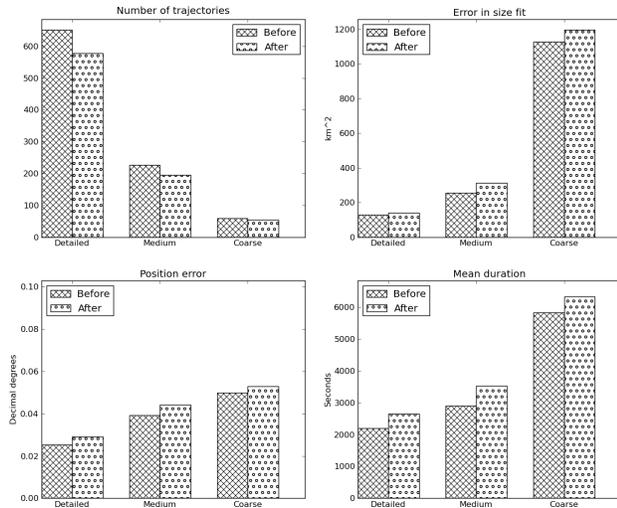 Number of trajectories
Before
After
600
500
400
300
200
100
0
Detailed
Medium
Coarse
Error in size fit
Before
After
km^2
1200
1000
800
600
400
200
0
Detailed
Medium
Coarse
Position error
Before
After
Decimal degrees
0.10
0.08
0.06
0.04
0.02
0.00
Detailed
Medium
Coarse
Mean duration
Before
After
Seconds
6000
5000
4000
3000
2000
1000
0
Detailed
Medium
Coarse